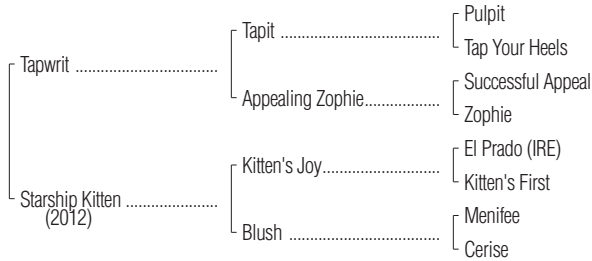 Pulpit
Tapit ..........................................
Tap Your Heels
Tapwrit ......................................
Successful Appeal
Appealing Zophie....................
Zophie
El Prado (IRE)
Kitten's Joy...............................
Kitten's First
Starship Kitten ........................
(2012)
Menifee
Blush ........................................
Cerise